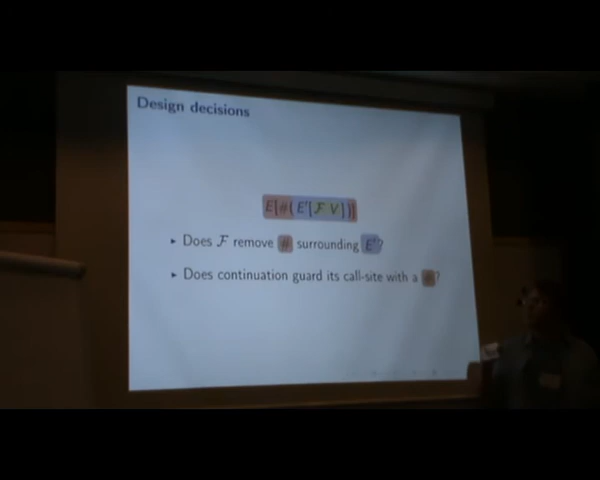 Design decisions
E[#(E'[F V])]
▸ Does F remove # surrounding E'?
▸ Does continuation guard its call-site with a #?